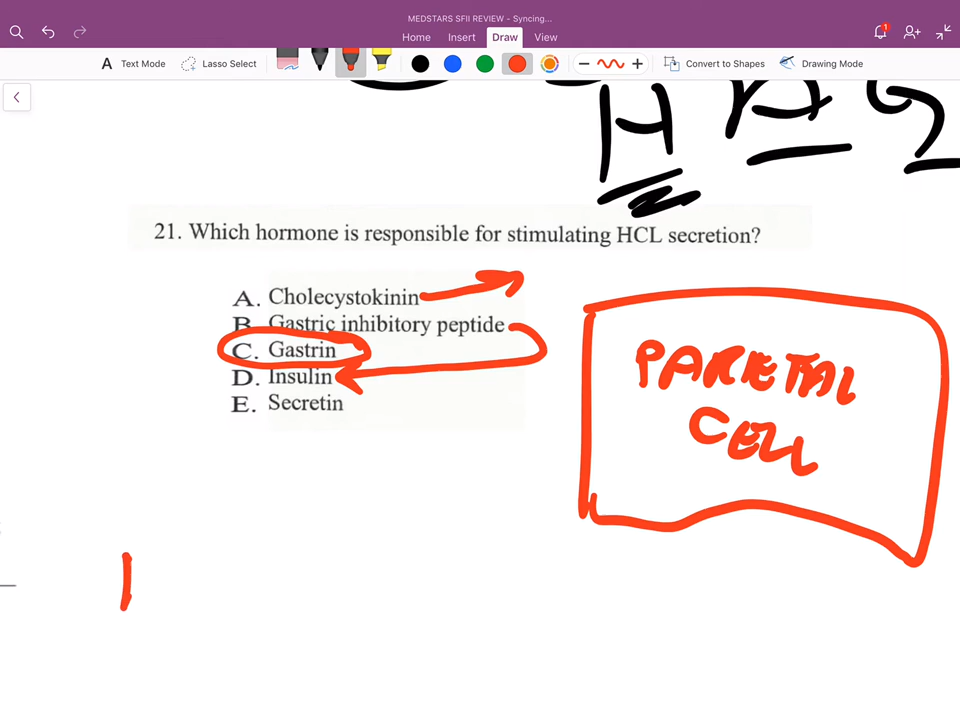 MEDSTARS SFII REVIEW - Syncing...
Home Insert Draw View
1
A Text Mode Lasso Select Convert to Shapes Drawing Mode
H A
21. Which hormone is responsible for stimulating HCL secretion?
A. Cholecystokinin
B. Gastric inhibitory peptide
C. Gastrin
D. Insulin
E. Secretin
PARIETAL
CELL